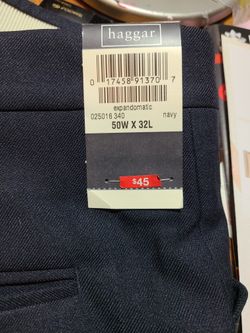 haggar
0 17458 91370 7
expandomatic
025016 340 navy
50W X 32L
$45